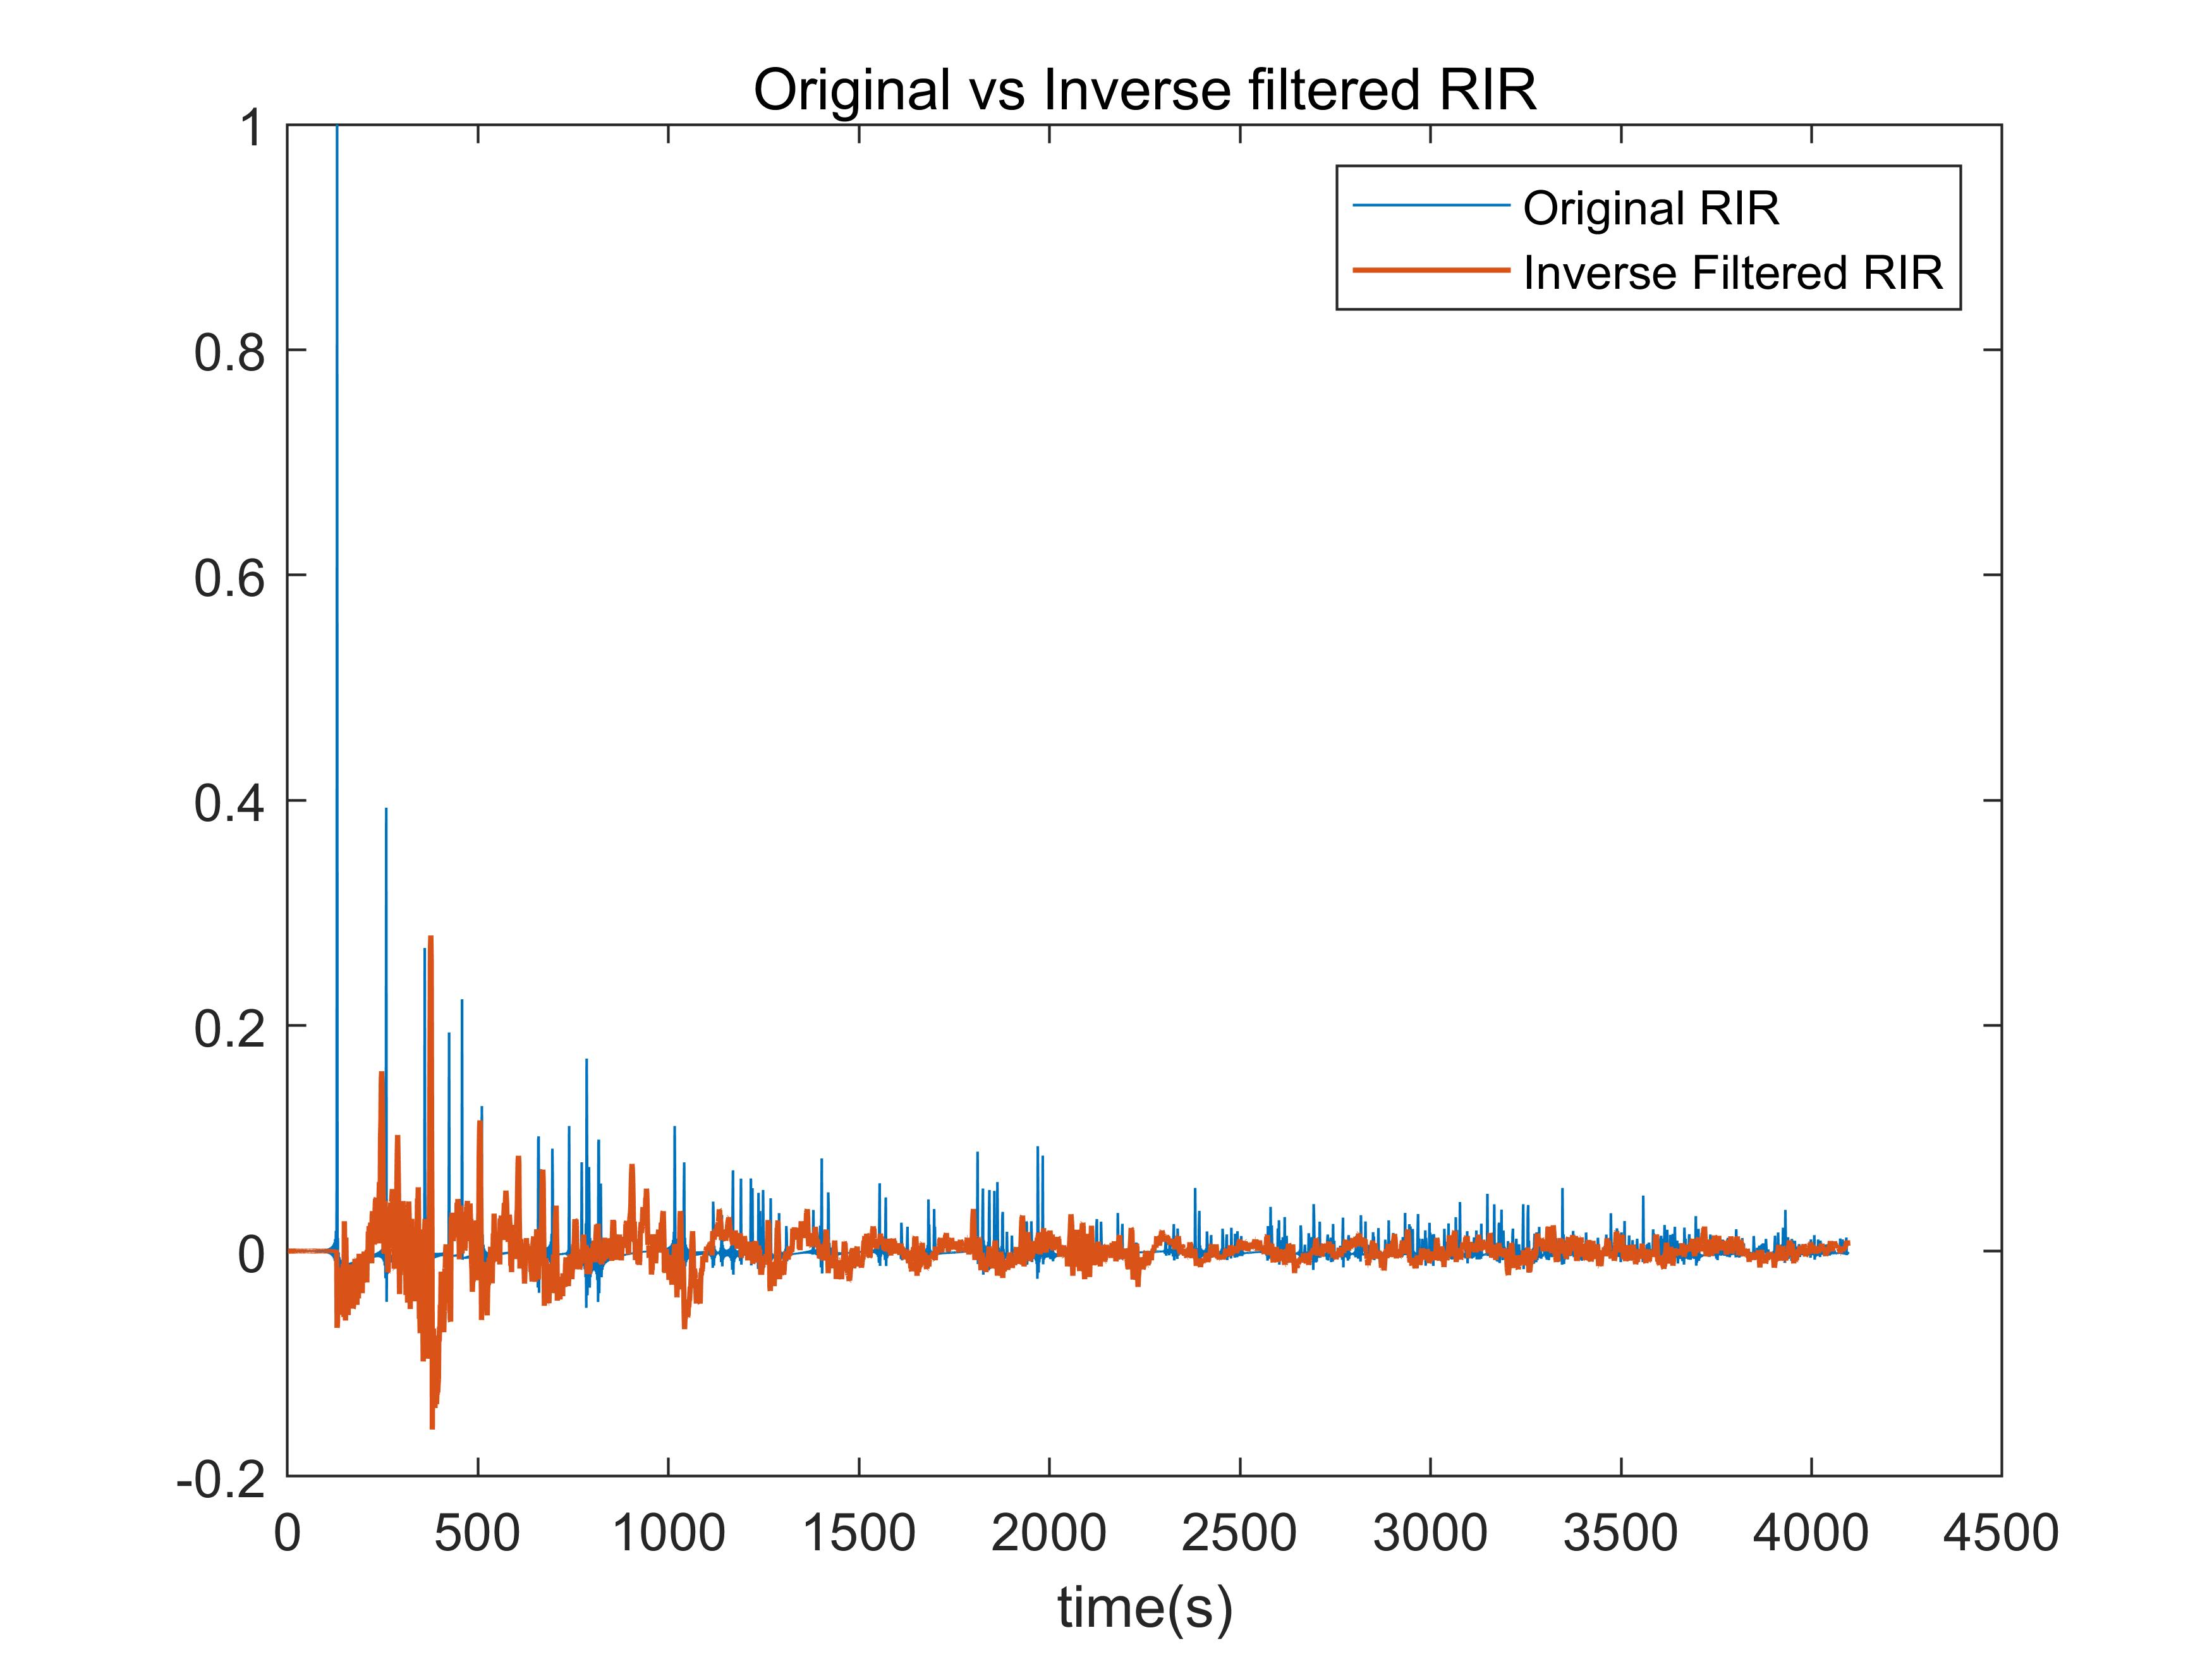 Original vs Inverse filtered RIR
1
0.8
0.6
0.4
0.2
0
-0.2
Original RIR
Inverse Filtered RIR
0 500 1000 1500 2000 2500 3000 3500 4000 4500
time(s)